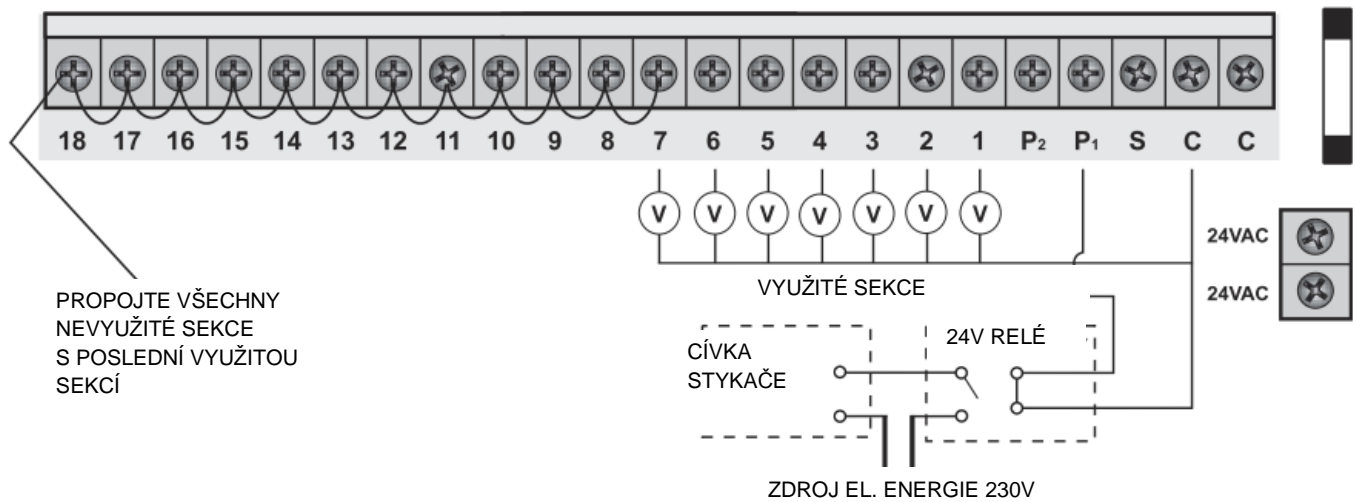 18 17 16 15 14 13 12 11 10 9 8 7 6 5 4 3 2 1 P2 P1 S C C
V V V V V V V
24VAC
24VAC
VYUŽITÉ SEKCE
PROPOJTE VŠECHNY
NEVYUŽITÉ SEKCE
S POSLEDNÍ VYUŽITOU
SEKCÍ
CÍVKA
STYKAČE
24V RELÉ
ZDROJ EL. ENERGIE 230V